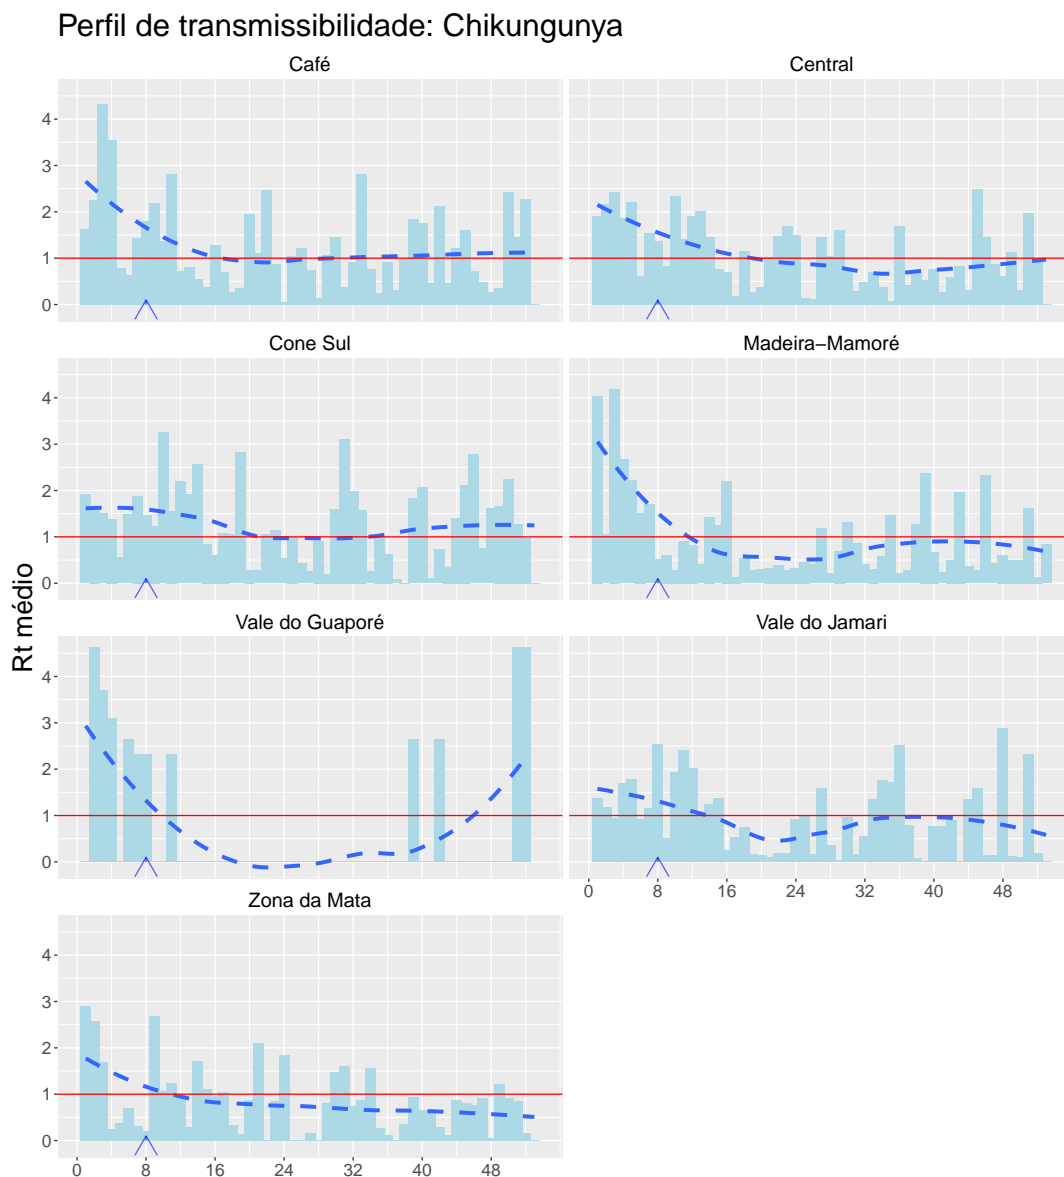 Perfil de transmissibilidade: Chikungunya
Café
Central
4
3
2
1
0
Cone Sul
Madeira−Mamoré
4
3
2
1
0
Rt médio
Vale do Guaporé
Vale do Jamari
4
3
2
1
0
0 8 16 24 32 40 48
Zona da Mata
4
3
2
1
0
0 8 16 24 32 40 48